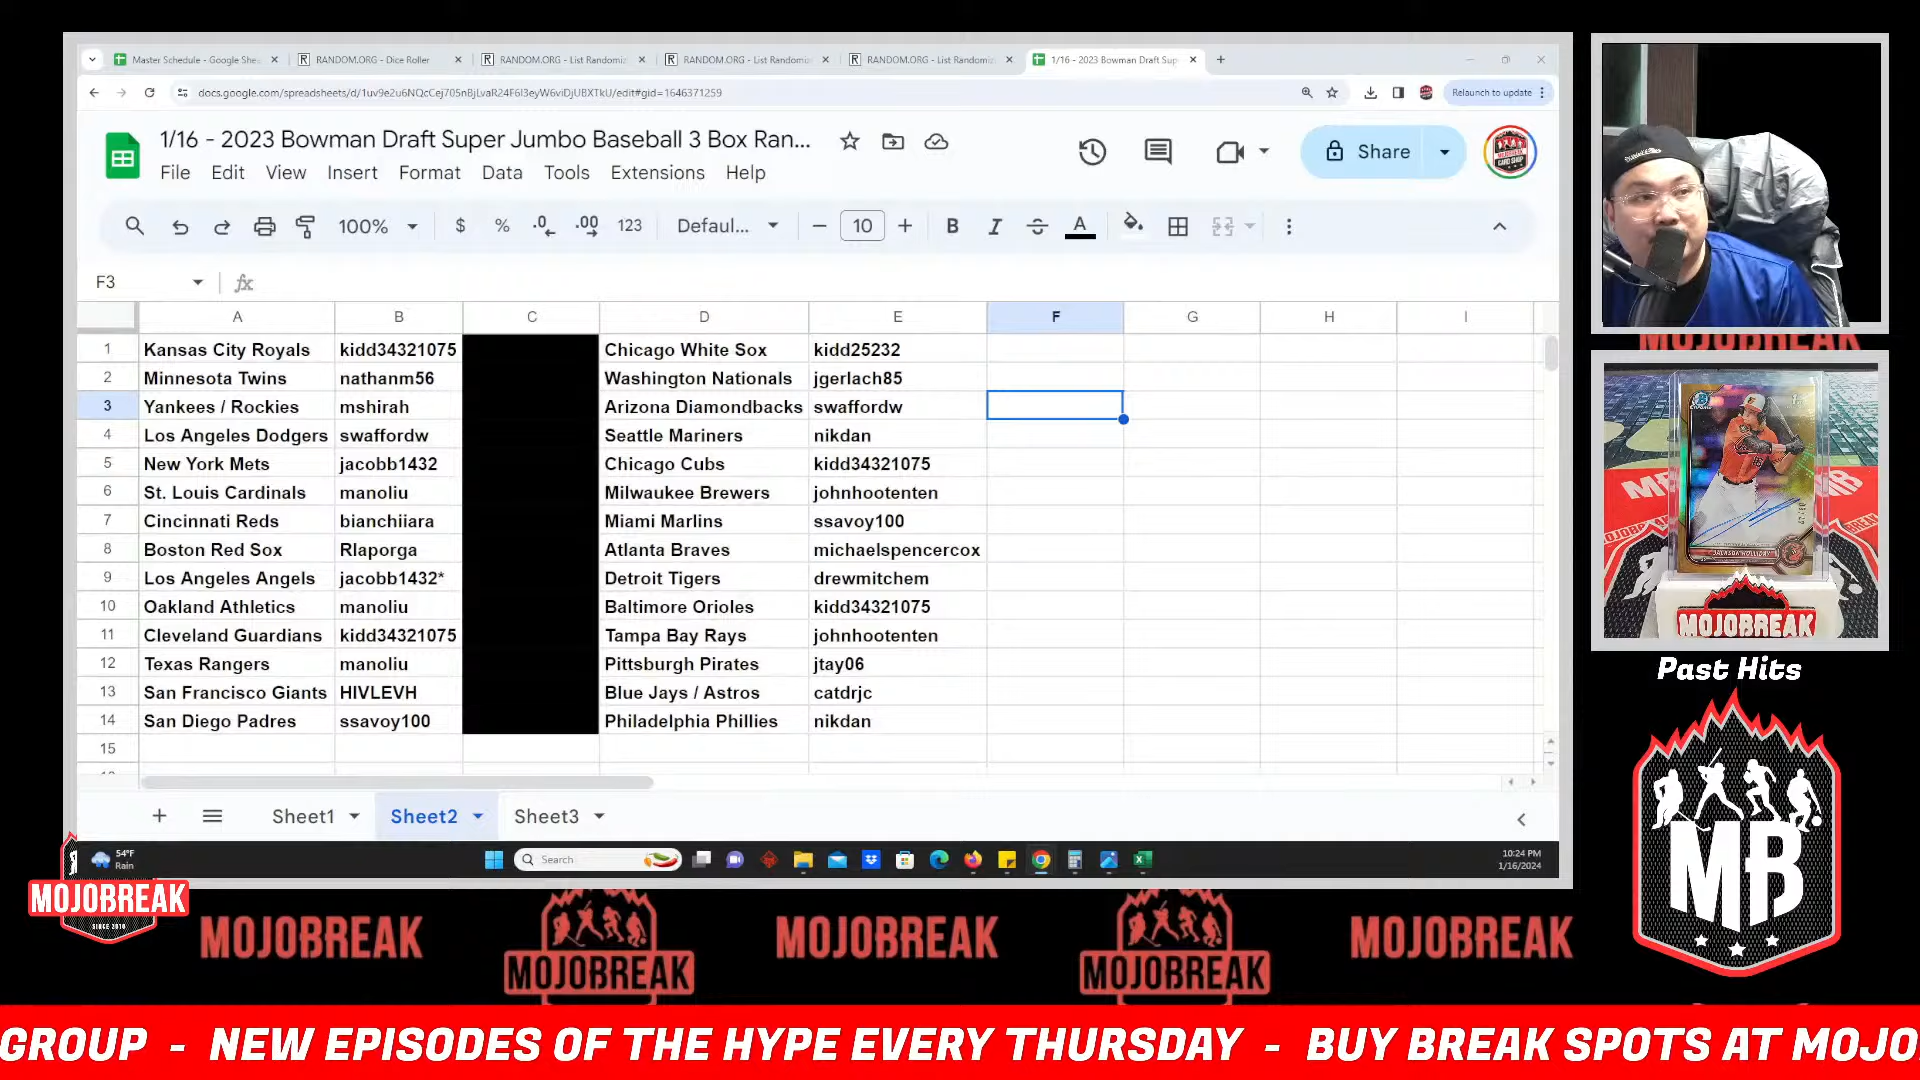 Master Schedule - Google She
RANDOM.ORG - Dice Roller
RANDOM.ORG - List Randomiz
RANDOM.ORG - List Randomiz
RANDOM.ORG - List Randomiz
1/16 - 2023 Bowman Draft Sup
docs.google.com/spreadsheets/d/1uv9e2u6NQcCej705nBjLvaR24F6l3eyW6viDjUBXTkU/edit#gid=1646371259
Relaunch to update
1/16 - 2023 Bowman Draft Super Jumbo Baseball 3 Box Ran...
File Edit View Insert Format Data Tools Extensions Help
Share
100% $ % .0 .00 123 Defaul... 10 B I A
F3 fx
A B C D E F G H I
1 Kansas City Royals kidd34321075 Chicago White Sox kidd25232
2 Minnesota Twins nathanm56 Washington Nationals jgerlach85
3 Yankees / Rockies mshirah Arizona Diamondbacks swaffordw
4 Los Angeles Dodgers swaffordw Seattle Mariners nikdan
5 New York Mets jacobb1432 Chicago Cubs kidd34321075
6 St. Louis Cardinals manoliu Milwaukee Brewers johnhootenten
7 Cincinnati Reds bianchiiara Miami Marlins ssavoy100
8 Boston Red Sox Rlaporga Atlanta Braves michaelspencercox
9 Los Angeles Angels jacobb1432* Detroit Tigers drewmitchem
10 Oakland Athletics manoliu Baltimore Orioles kidd34321075
11 Cleveland Guardians kidd34321075 Tampa Bay Rays johnhootenten
12 Texas Rangers manoliu Pittsburgh Pirates jtay06
13 San Francisco Giants HIVLEVH Blue Jays / Astros catdrjc
14 San Diego Padres ssavoy100 Philadelphia Phillies nikdan
15
Sheet1 Sheet2 Sheet3
54°F
Rain
Search
10:24 PM
1/16/2024
JACKSON HOLLIDAY
MOJOBREAK
Past Hits
MB
MOJOBREAK
SINCE 2010
MOJOBREAK MOJOBREAK MOJOBREAK MOJOBREAK MOJOBREAK
GROUP - NEW EPISODES OF THE HYPE EVERY THURSDAY - BUY BREAK SPOTS AT MOJO